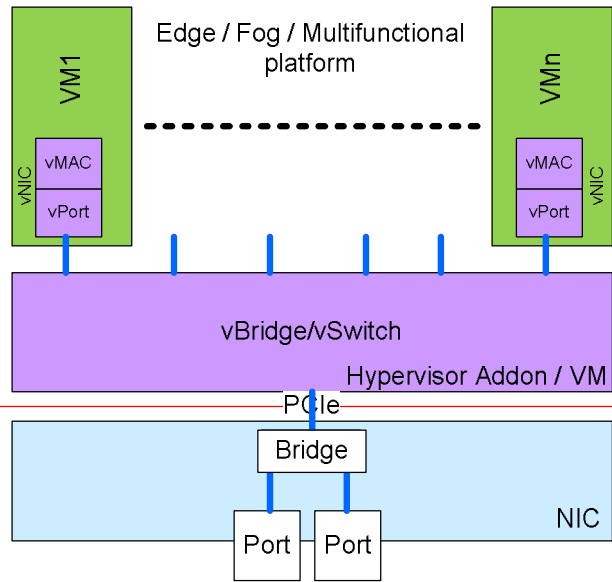 Edge / Fog / Multifunctional
platform
VM1
VMn
vNIC
vMAC
vPort
vMAC
vPort
vNIC
vBridge/vSwitch
Hypervisor Addon / VM
PCIe
Bridge
NIC
Port
Port